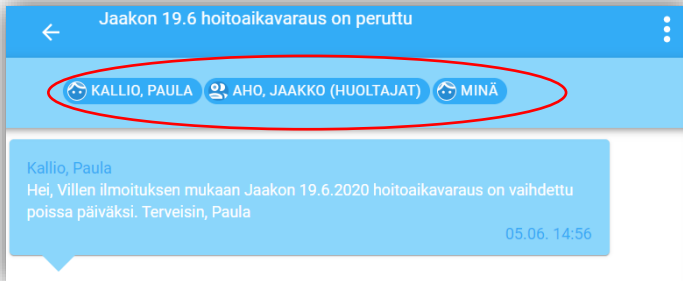 Jaakon 19.6 hoitoaikavaraus on peruttu
KALLIO, PAULA AHO, JAAKKO (HUOLTAJAT) MINÄ
Kallio, Paula
Hei, Villen ilmoituksen mukaan Jaakon 19.6.2020 hoitoaikavaraus on vaihdettu
poissa päiväksi. Terveisin, Paula
05.06. 14:56